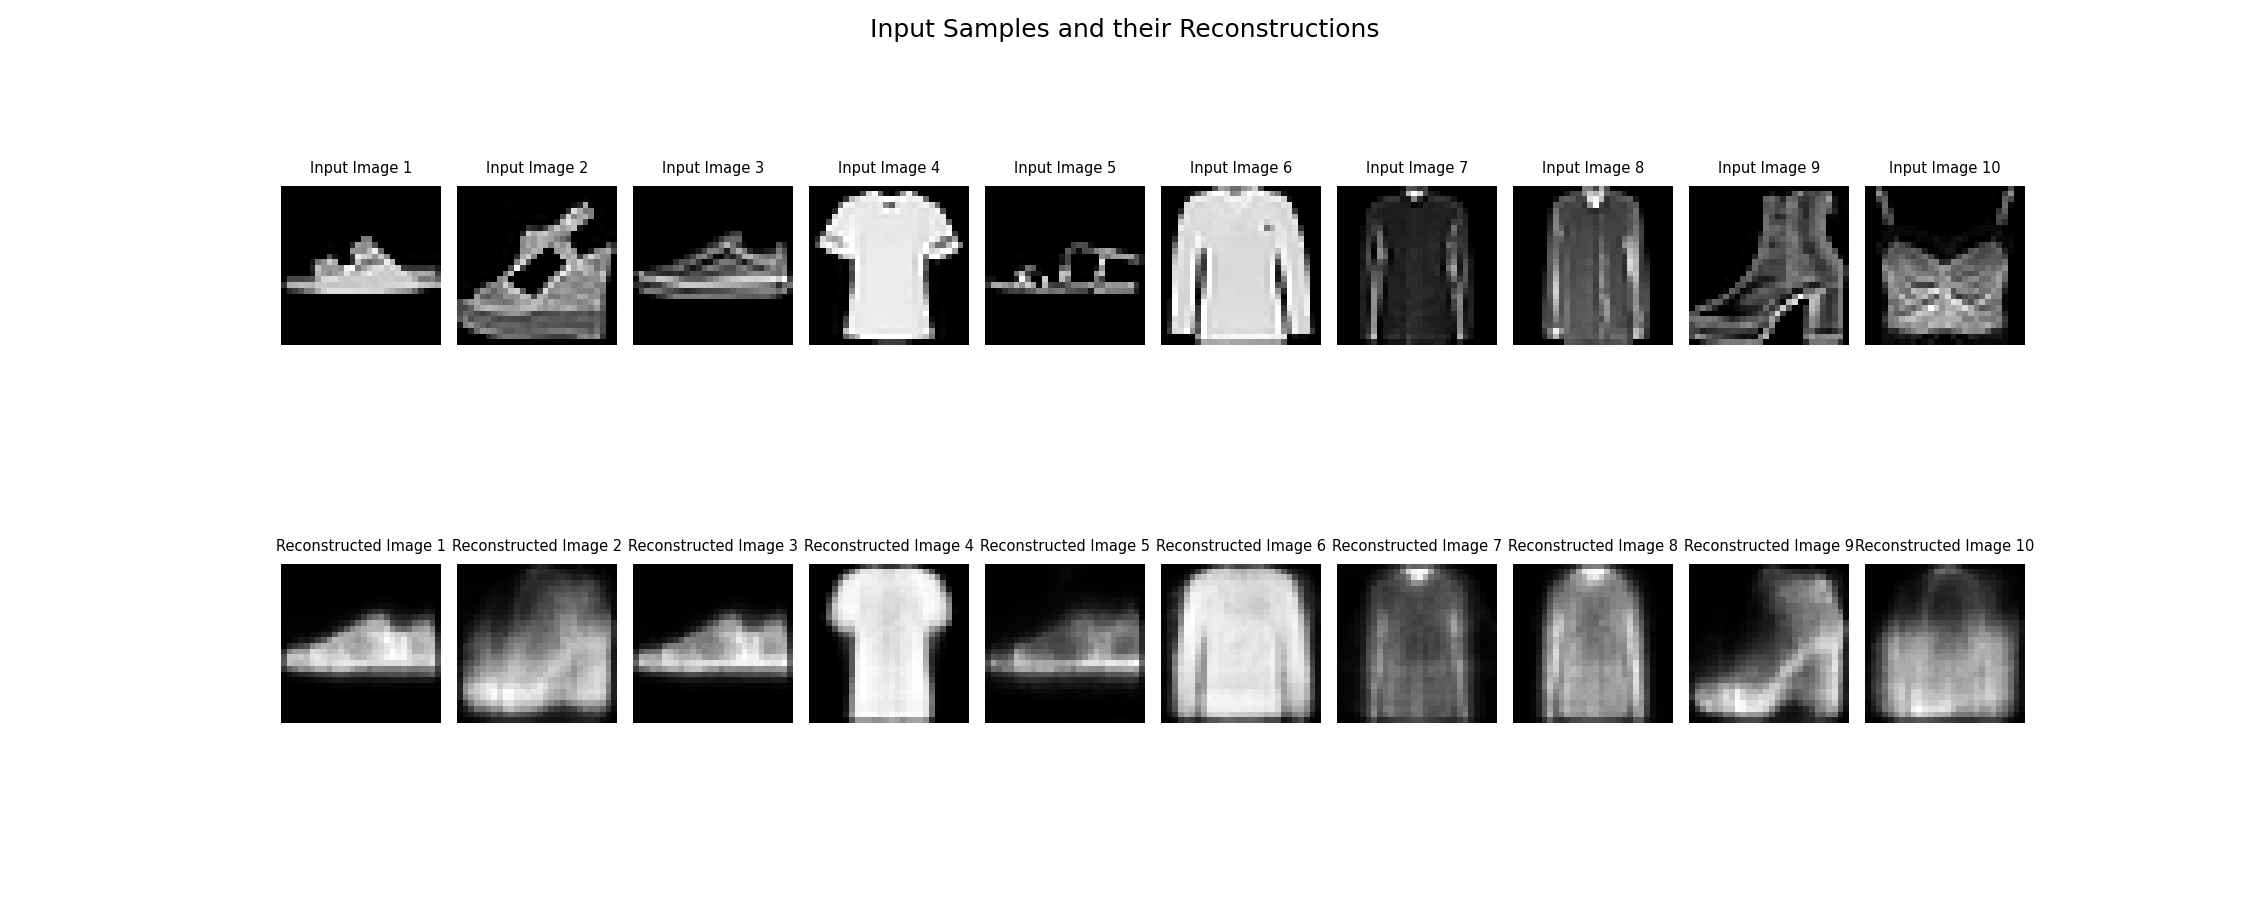 Input Samples and their Reconstructions
Input Image 1 Input Image 2 Input Image 3 Input Image 4 Input Image 5 Input Image 6 Input Image 7 Input Image 8 Input Image 9 Input Image 10
Reconstructed Image 1 Reconstructed Image 2 Reconstructed Image 3 Reconstructed Image 4 Reconstructed Image 5 Reconstructed Image 6 Reconstructed Image 7 Reconstructed Image 8 Reconstructed Image 9 Reconstructed Image 10